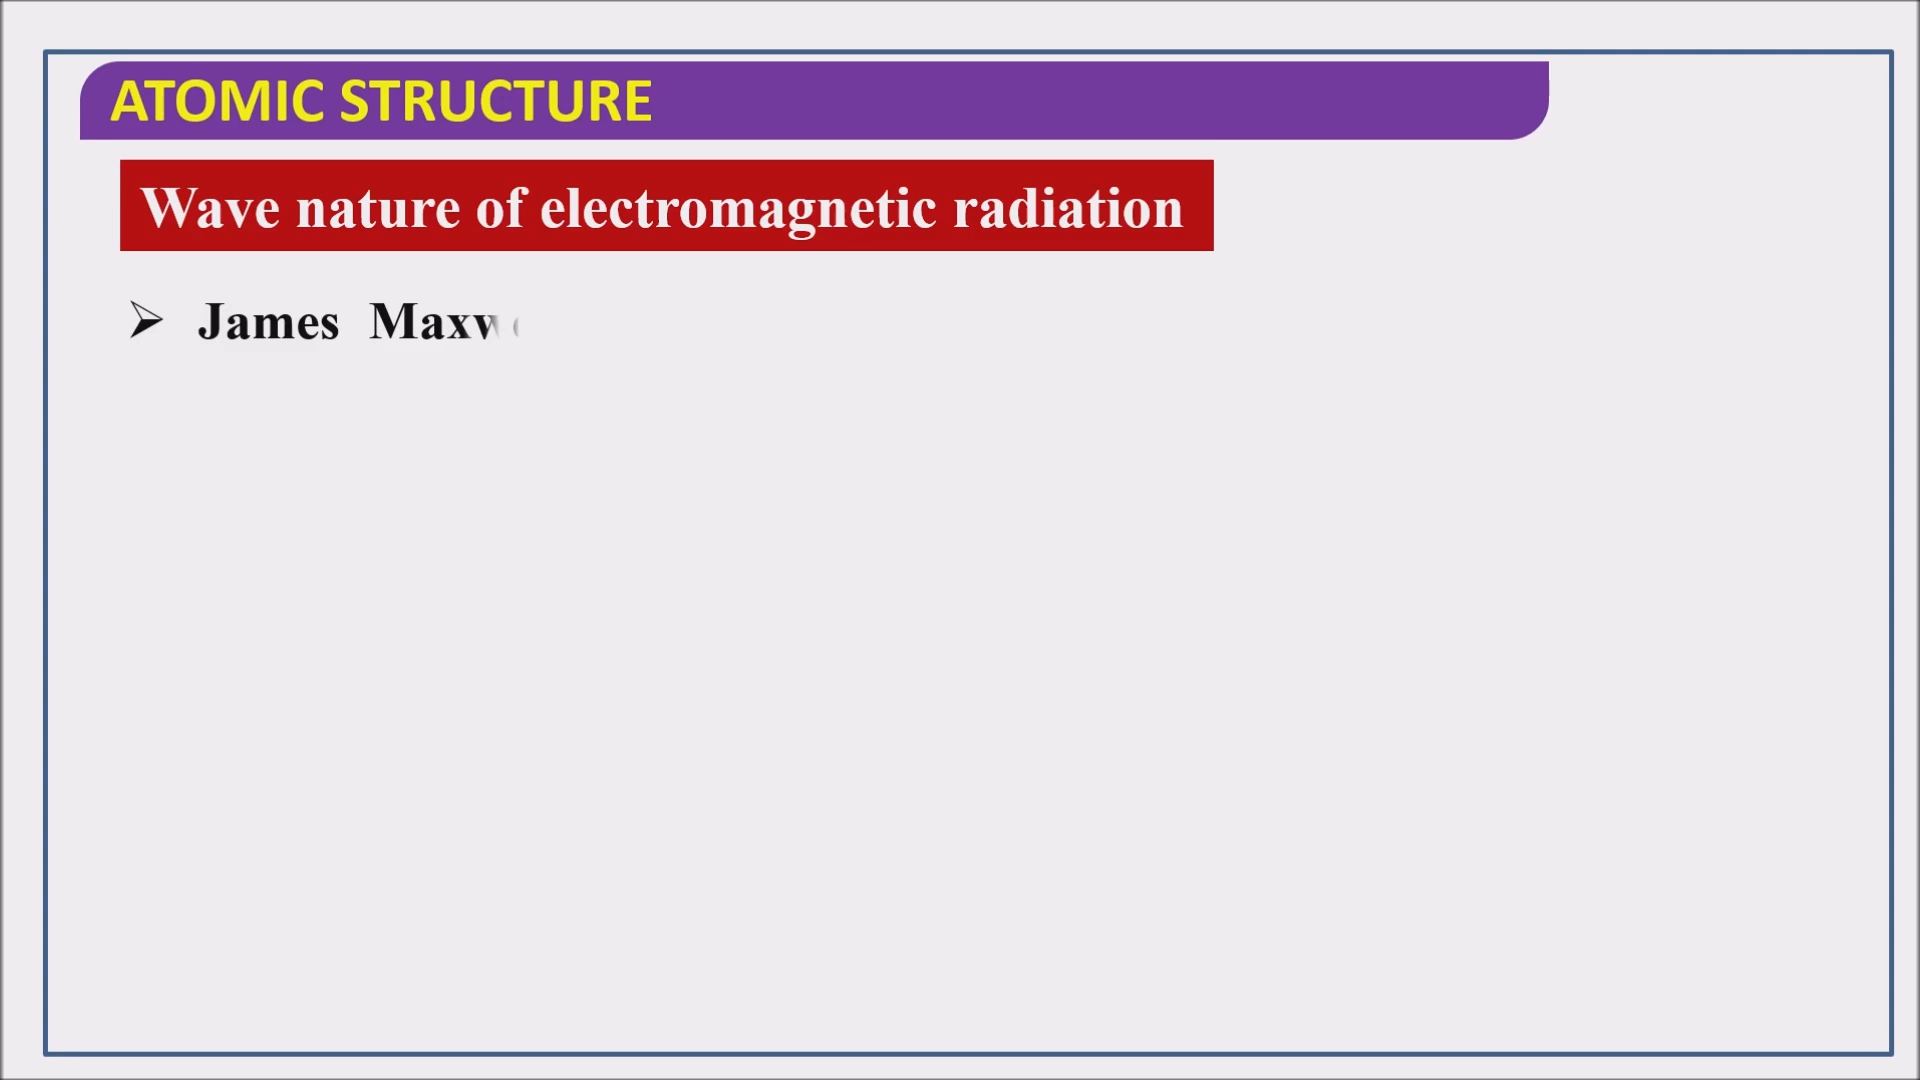 ATOMIC STRUCTURE
Wave nature of electromagnetic radiation
➢ James